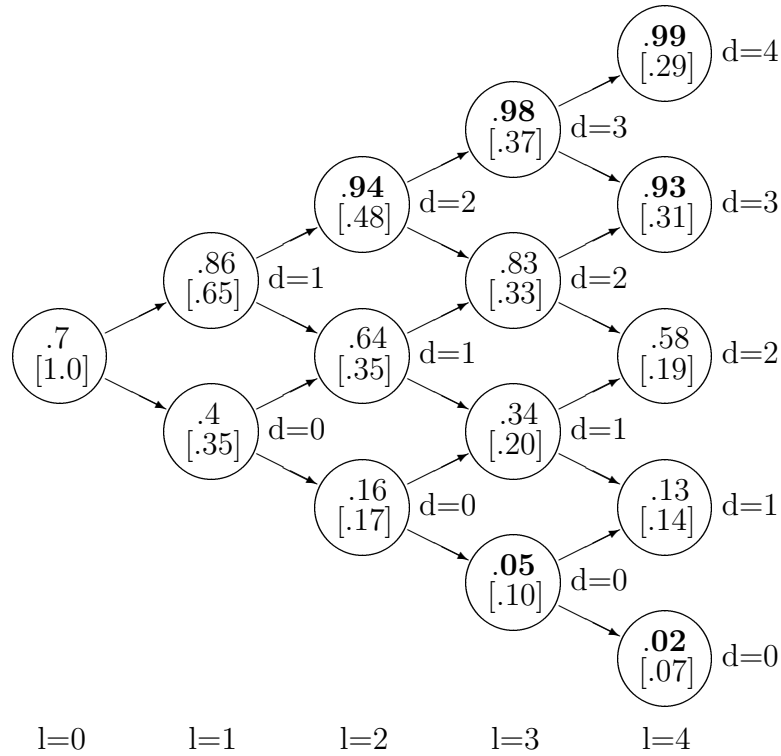 .99
[.29]
d=4
.98
[.37]
d=3
.94
[.48]
d=2
.93
[.31]
d=3
.86
[.65]
d=1
.83
[.33]
d=2
.7
[1.0]
.64
[.35]
d=1
.58
[.19]
d=2
.4
[.35]
d=0
.34
[.20]
d=1
.16
[.17]
d=0
.13
[.14]
d=1
.05
[.10]
d=0
.02
[.07]
d=0
l=0 l=1 l=2 l=3 l=4